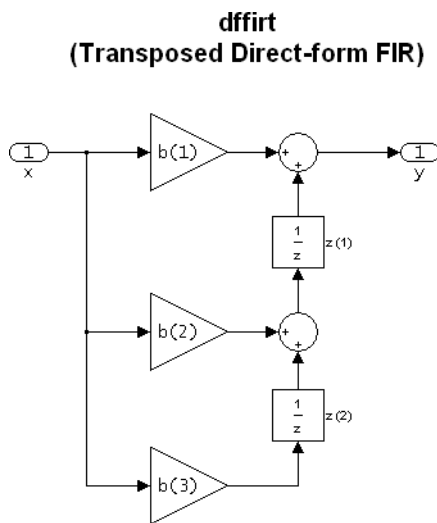 dffirt
(Transposed Direct-form FIR)
1
x
b(1)
+
+
1
y
1
z
z(1)
b(2)
+
+
1
z
z(2)
b(3)